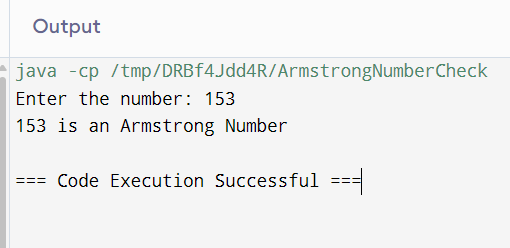 Output
java -cp /tmp/DRBf4Jdd4R/ArmstrongNumberCheck
Enter the number: 153
153 is an Armstrong Number
=== Code Execution Successful ===